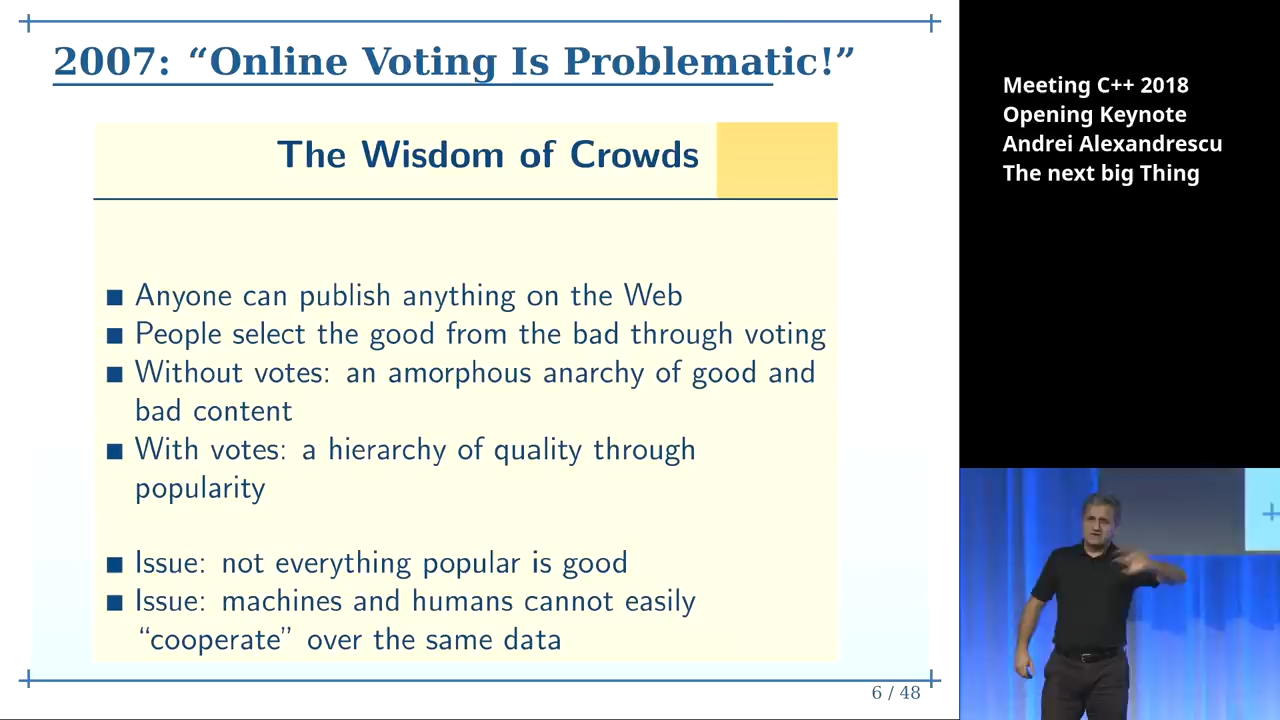 2007: “Online Voting Is Problematic!”
The Wisdom of Crowds
■ Anyone can publish anything on the Web
■ People select the good from the bad through voting
■ Without votes: an amorphous anarchy of good and
bad content
■ With votes: a hierarchy of quality through
popularity
■ Issue: not everything popular is good
■ Issue: machines and humans cannot easily
“cooperate” over the same data
6 / 48
Meeting C++ 2018
Opening Keynote
Andrei Alexandrescu
The next big Thing